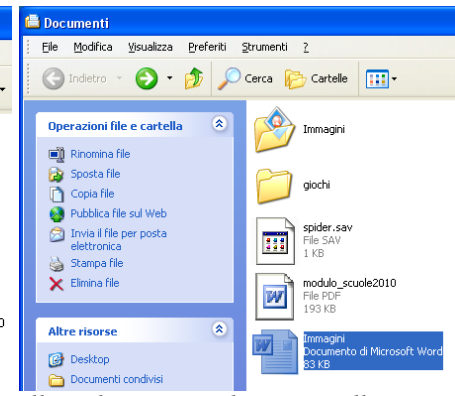 Documenti
File Modifica Visualizza Preferiti Strumenti ?
Indietro Cerca Cartelle
Operazioni file e cartella
Rinomina file
Sposta file
Copia file
Pubblica file sul Web
Invia il file per posta
elettronica
Stampa file
Elimina file
Altre risorse
Desktop
Documenti condivisi
Immagini
giochi
spider.sav
File SAV
1 KB
modulo_scuole2010
File PDF
193 KB
Immagini
Documento di Microsoft Word
83 KB